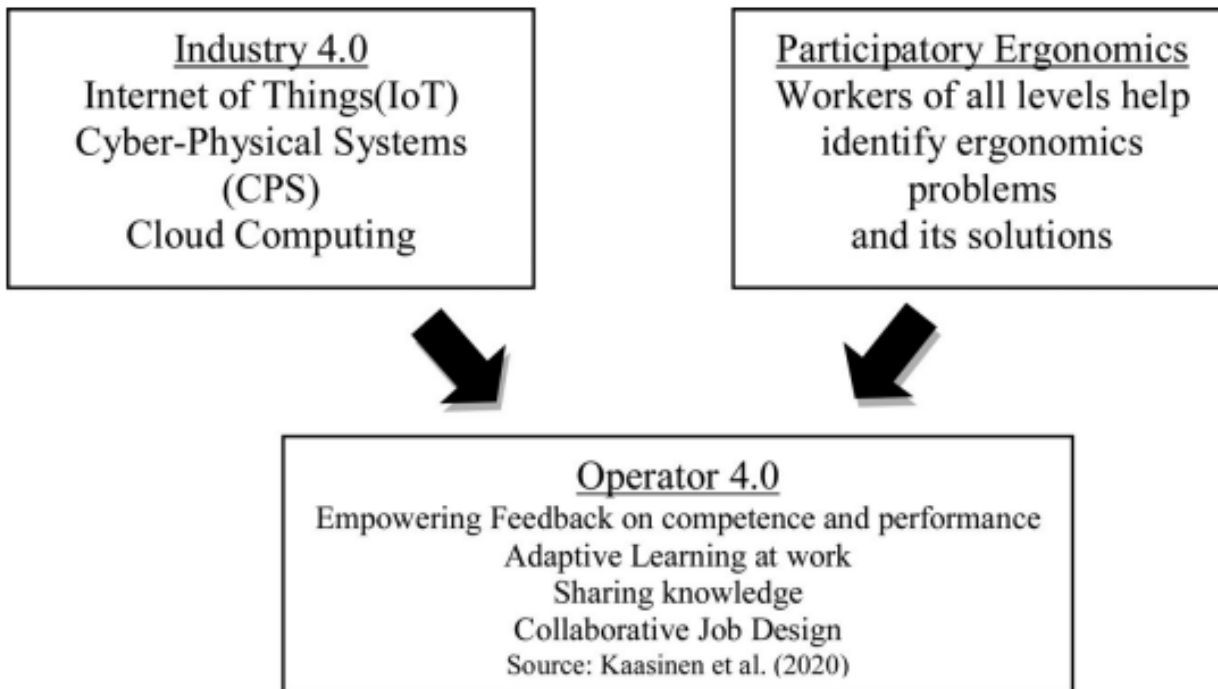 Industry 4.0
Internet of Things(IoT)
Cyber-Physical Systems
(CPS)
Cloud Computing
Participatory Ergonomics
Workers of all levels help
identify ergonomics
problems
and its solutions
Operator 4.0
Empowering Feedback on competence and performance
Adaptive Learning at work
Sharing knowledge
Collaborative Job Design
Source: Kaasinen et al. (2020)